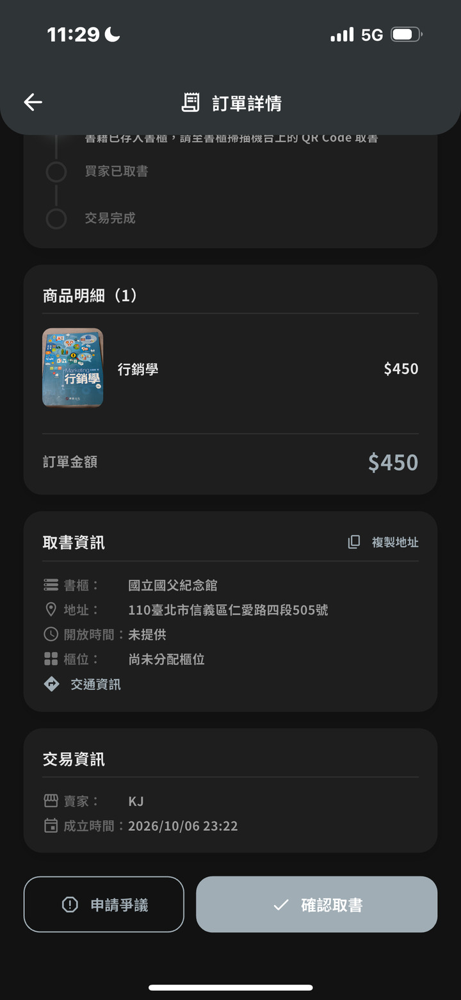 11:29
5G
訂單詳情
書籍已存入書櫃，請至書櫃掃描機台上的 QR Code 取書
買家已取書
交易完成
商品明細（1）
Marketing
行銷學
行銷學
$450
訂單金額
$450
取書資訊
複製地址
書櫃：
國立國父紀念館
地址：
110臺北市信義區仁愛路四段505號
開放時間：
未提供
櫃位：
尚未分配櫃位
交通資訊
交易資訊
賣家：
KJ
成立時間：
2026/10/06 23:22
申請爭議
確認取書